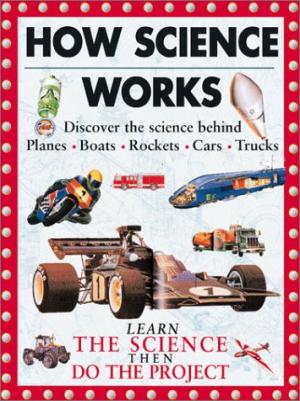 HOW SCIENCE
WORKS
Discover the science behind
Planes • Boats • Rockets • Cars • Trucks
1
LEARN
THE SCIENCE
THEN
DO THE PROJECT